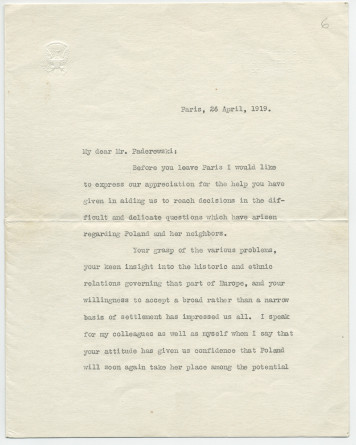 6
Paris, 26 April, 1919.
My dear Mr. Paderewski:
Before you leave Paris i would like
to express our appreciation for the help you have
given in aiding us to reach decisions in the dif-
ficult and delicate questions which have arisen
regarding Poland and her neighbors.
Your grasp of the various problems,
your keen insight into the historic and ethnic
relations governing that part of Europe, and your
willingness to accept a broad rather than a narrow
basis of settlement has impressed us all. I speak
for my colleagues as well as myself when I say that
your attitude has given us confidence that Poland
will soon again take her place among the potential